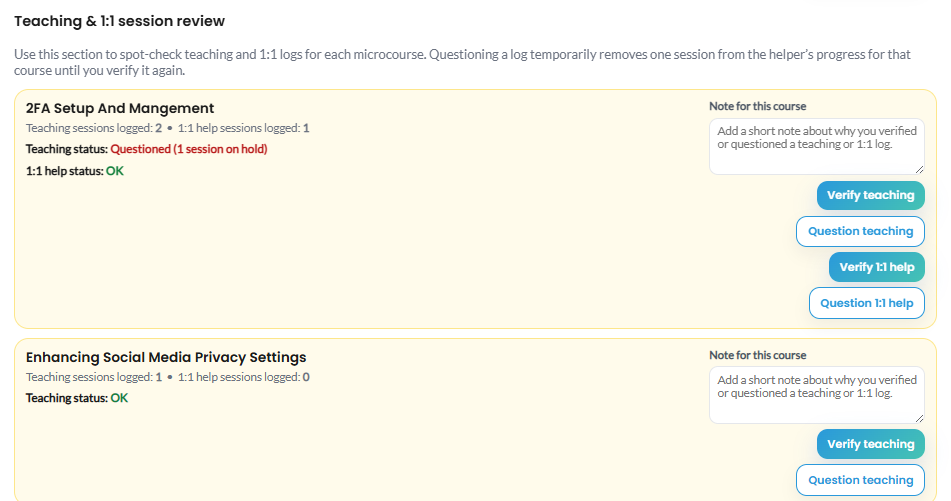 Teaching & 1:1 session review
Use this section to spot-check teaching and 1:1 logs for each microcourse. Questioning a log temporarily removes one session from the helper's progress for that
course until you verify it again.
2FA Setup And Mangement
Teaching sessions logged: 2 • 1:1 help sessions logged: 1
Teaching status: Questioned (1 session on hold)
1:1 help status: OK
Note for this course
Add a short note about why you verified
or questioned a teaching or 1:1 log.
Verify teaching
Question teaching
Verify 1:1 help
Question 1:1 help
Enhancing Social Media Privacy Settings
Teaching sessions logged: 1 • 1:1 help sessions logged: 0
Teaching status: OK
Note for this course
Add a short note about why you verified
or questioned a teaching or 1:1 log.
Verify teaching
Question teaching